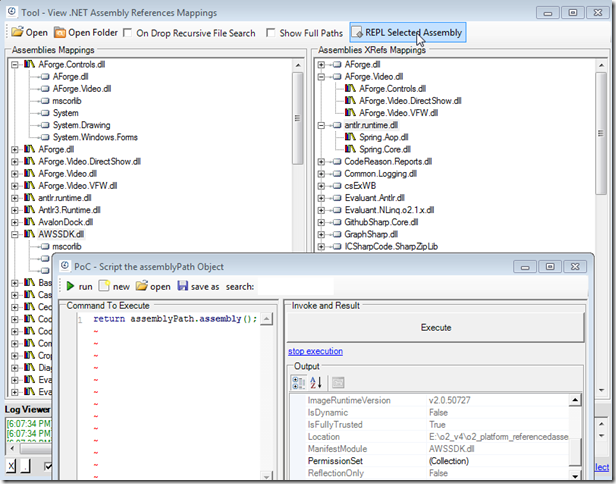 Tool - View .NET Assembly References Mappings
Open Open Folder On Drop Recursive File Search Show Full Paths REPL Selected Assembly
Assemblies Mappings
AForge.Controls.dll
AForge.dll
AForge.Video.dll
mscorlib
System
System.Drawing
System.Windows.Forms
AForge.dll
AForge.Video.DirectShow.dll
AForge.Video.dll
AForge.Video.VFW.dll
antlr.runtime.dll
Antlr3.Runtime.dll
AvalonDock.dll
AWSSDK.dll
mscorlib
Assemblies XRefs Mappings
AForge.dll
AForge.Video.dll
AForge.Controls.dll
AForge.Video.DirectShow.dll
AForge.Video.VFW.dll
antlr.runtime.dll
Spring.Aop.dll
Spring.Core.dll
CodeReason.Reports.dll
Common.Logging.dll
csExWB
Evaluant.Antlr.dll
Evaluant.NLinq.o2.1.x.dll
GithubSharp.Core.dll
GraphSharp.dll
ICSharpCode.SharpZipLib
Log Viewer
[6:07:34 PM]
[6:07:34 PM]
[6:07:33 PM]
X .
PoC - Script the assemblyPath Object
run new open save as search:
Command To Execute
1 return assemblyPath.assembly();
~
~
~
~
~
~
~
~
~
~
~
~
Invoke and Result
Execute
stop execution
Output
ImageRuntimeVersion v2.0.50727
IsDynamic False
IsFullyTrusted True
Location E:\o2_v4\o2_platform_referencedasse
ManifestModule AWSSDK.dll
PermissionSet (Collection)
ReflectionOnly False